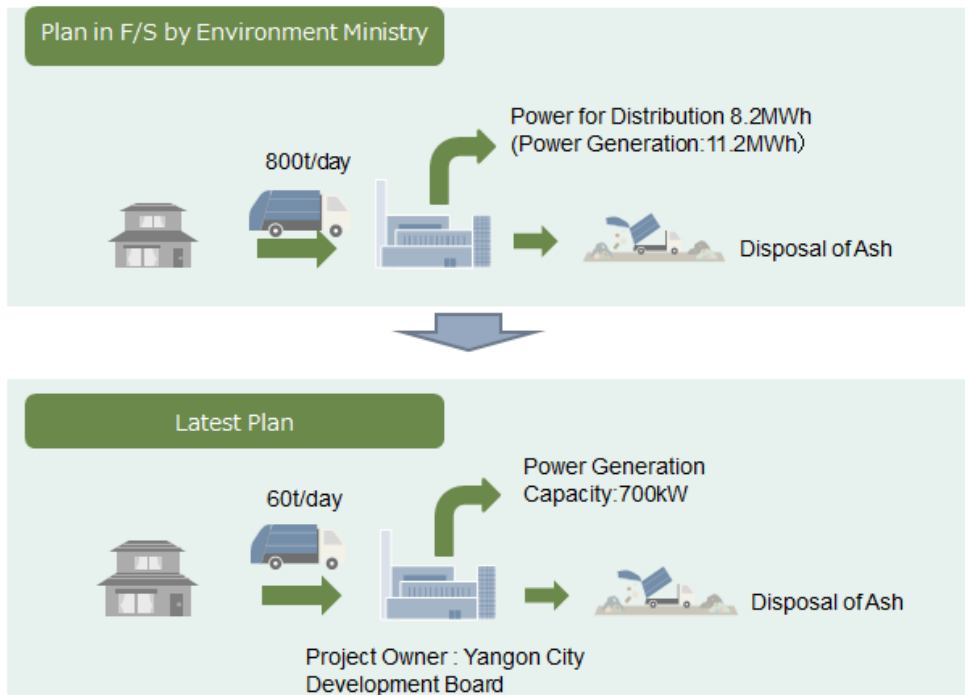 Plan in F/S by Environment Ministry
Power for Distribution 8.2MWh
(Power Generation:11.2MWh）
800t/day
Disposal of Ash
Latest Plan
Power Generation
Capacity:700kW
60t/day
Disposal of Ash
Project Owner : Yangon City
Development Board